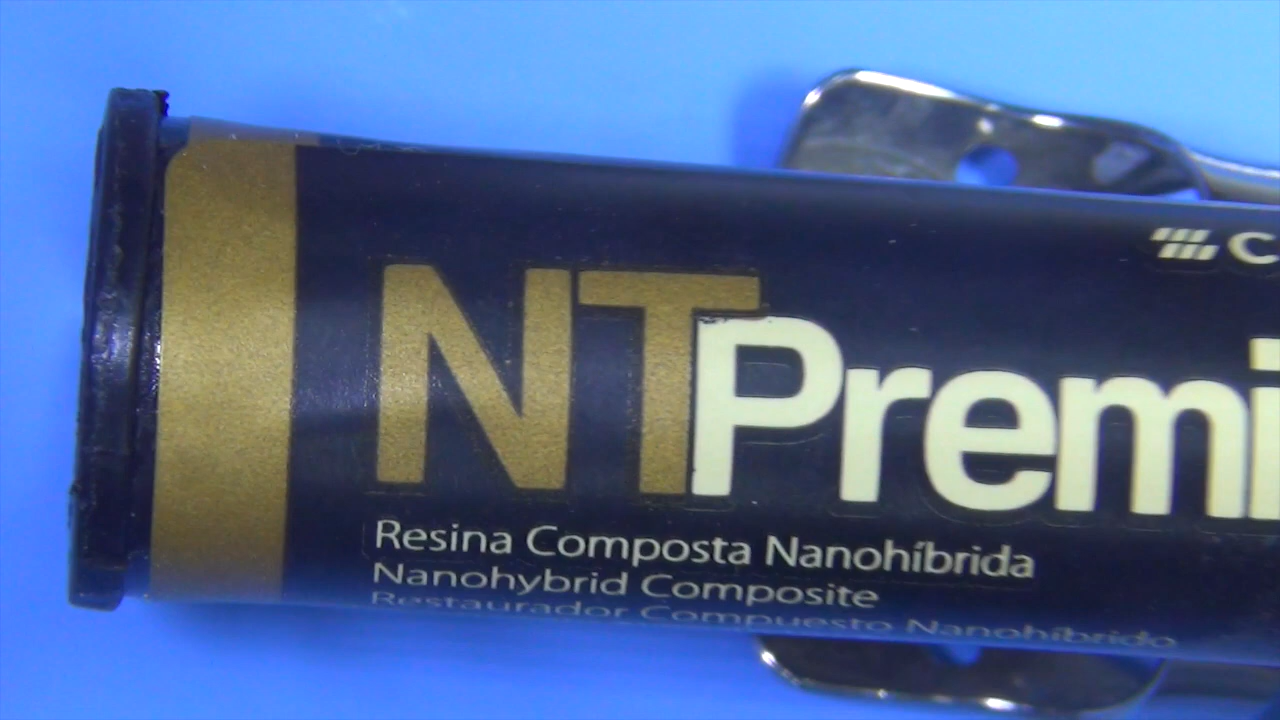 C
NTPremi
Resina Composta Nanohíbrida
Nanohybrid Composite
Restaurador Compuesto Nanohíbrido